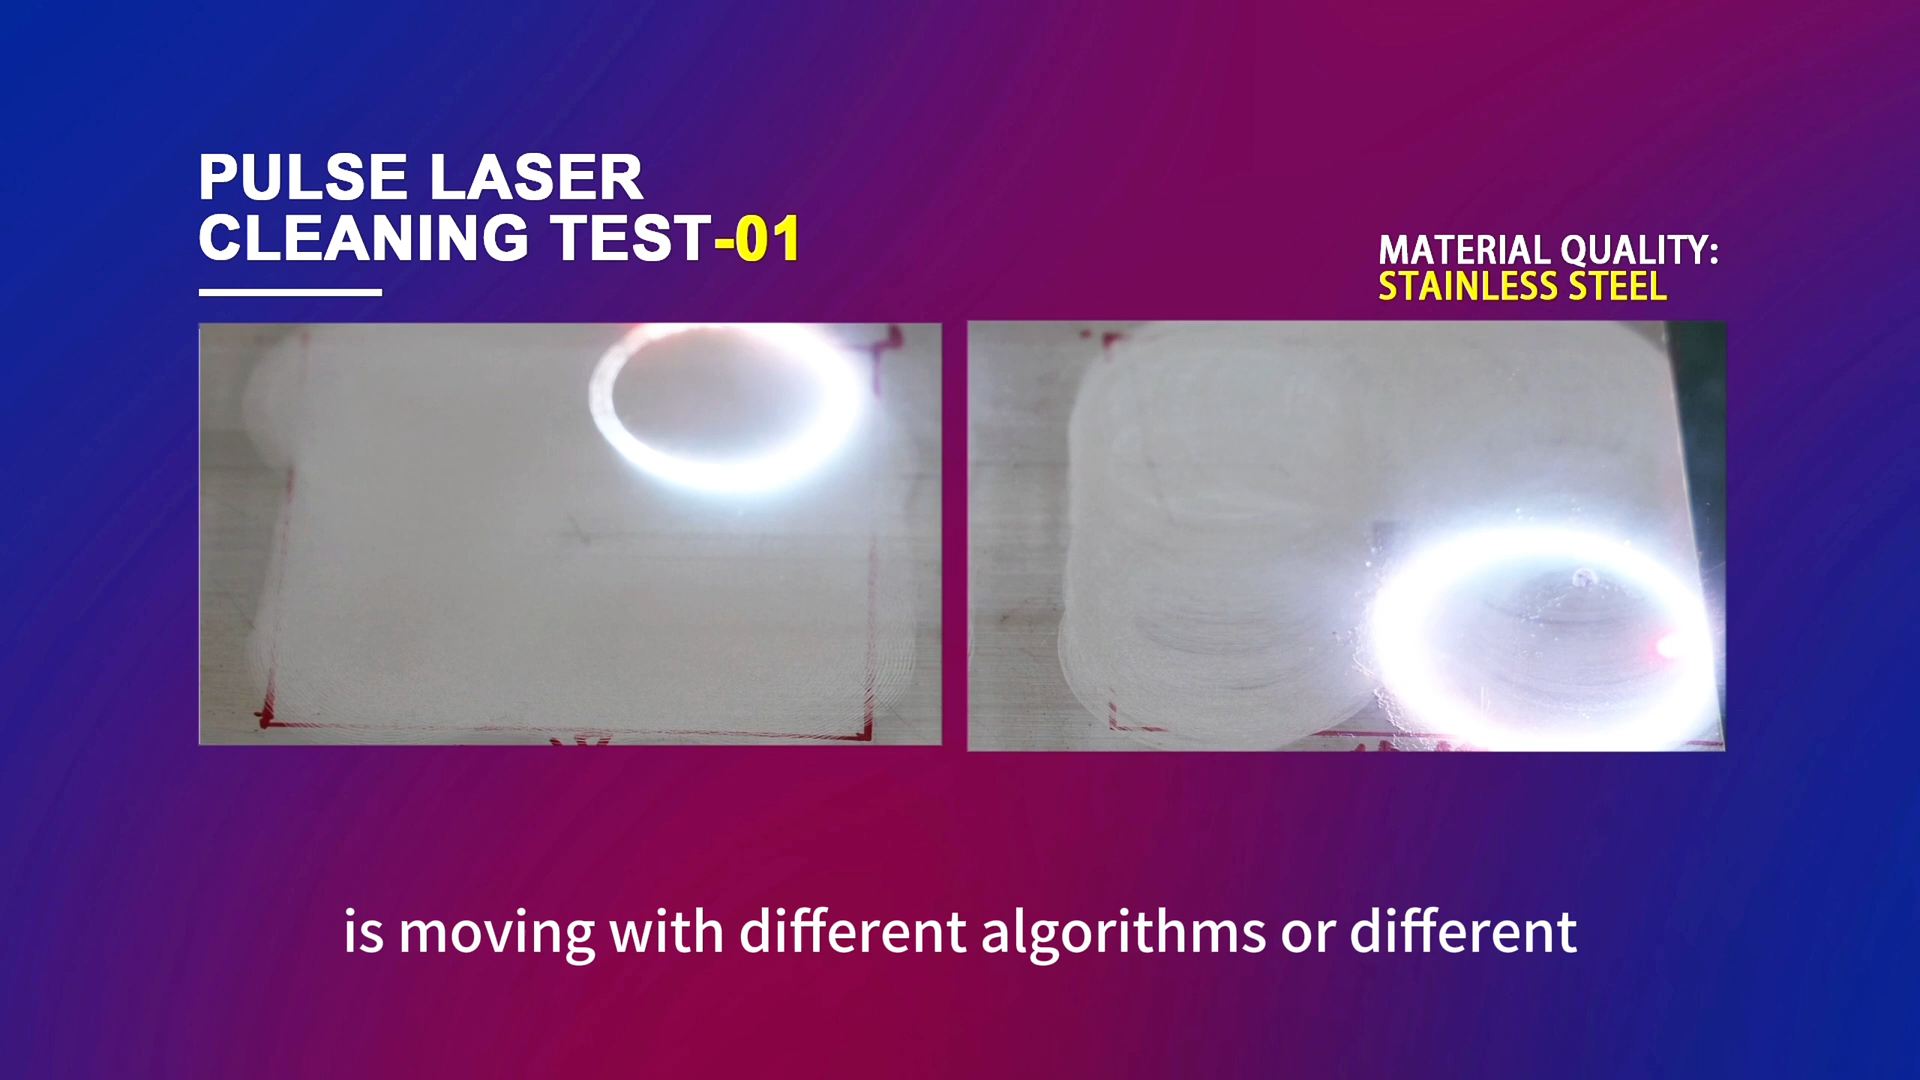 PULSE LASER
CLEANING TEST-01
MATERIAL QUALITY:
STAINLESS STEEL
is moving with different algorithms or different